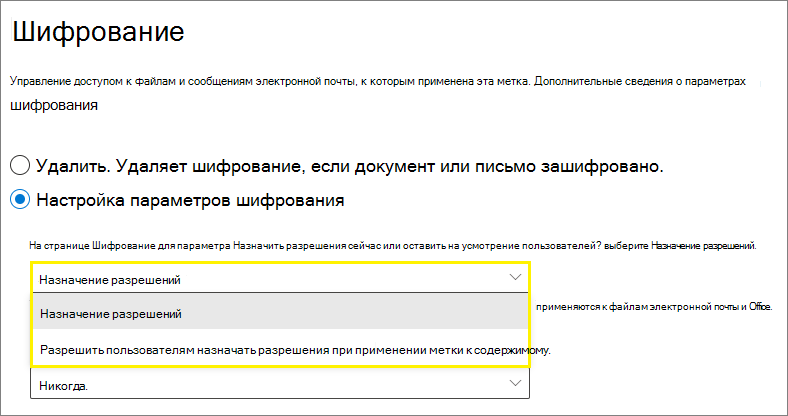 Шифрование
Управление доступом к файлам и сообщениям электронной почты, к которым применена эта метка. Дополнительные сведения о параметрах
шифрования
Удалить. Удаляет шифрование, если документ или письмо зашифровано.
Настройка параметров шифрования
На странице Шифрование для параметра Назначить разрешения сейчас или оставить на усмотрение пользователей? выберите Назначение разрешений.
Назначение разрешений
применяются к файлам электронной почты и Office.
Назначение разрешений
Разрешить пользователям назначать разрешения при применении метки к содержимому.
Никогда.